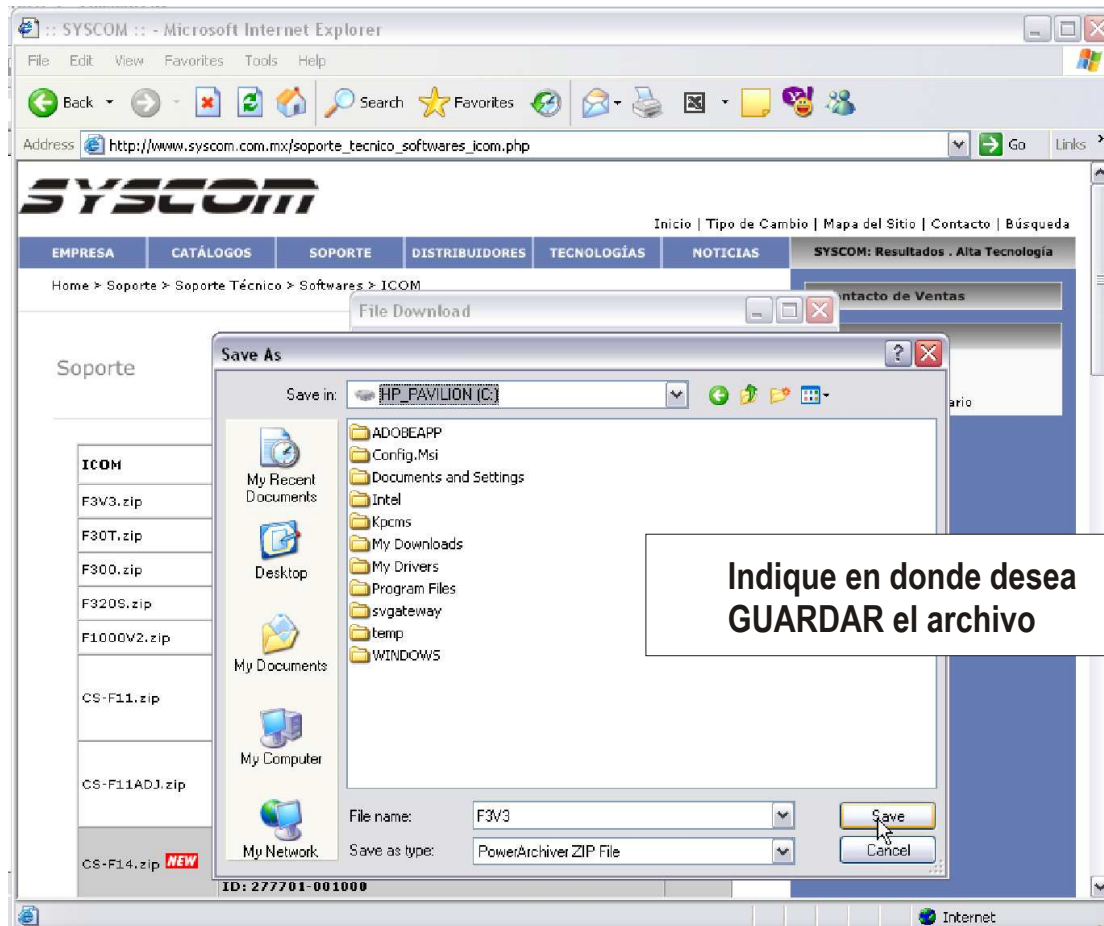 :: SYSCOM :: - Microsoft Internet Explorer
File Edit View Favorites Tools Help
Back Search Favorites
Address http://www.syscom.com.mx/soporte_tecnico_softwares_icom.php Go Links
SYSCOM
Inicio | Tipo de Cambio | Mapa del Sitio | Contacto | Búsqueda
EMPRESA CATÁLOGOS SOPORTE DISTRIBUIDORES TECNOLOGÍAS NOTICIAS SYSCOM: Resultados . Alta Tecnología
Home > Soporte > Soporte Técnico > Softwares > ICOM
ntacto de Ventas
File Download
Soporte
Save As
Save in: HP_PAVILION (C:)
ario
My Recent Documents
Desktop
My Documents
My Computer
My Network
ADOBEAPP
Config.Msi
Documents and Settings
Intel
Kpcms
My Downloads
My Drivers
Program Files
svgateway
temp
WINDOWS
Indique en donde desea
GUARDAR el archivo
ICOM
F3V3.zip
F30T.zip
F300.zip
F320S.zip
F1000V2.zip
CS-F11.zip
CS-F11ADJ.zip
CS-F14.zip NEW
File name: F3V3 Save
Save as type: PowerArchiver ZIP File Cancel
ID: 277701-001000
Internet